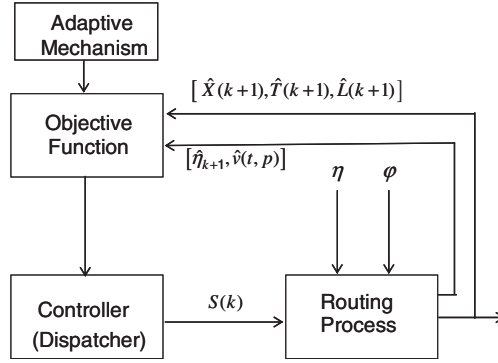 Adaptive
Mechanism
[X̂(k+1),T̂(k+1),L̂(k+1)]
Objective
Function
[η̂ₖ₊₁,v̂(t,p)]
η φ
Controller
(Dispatcher)
S(k)
Routing
Process